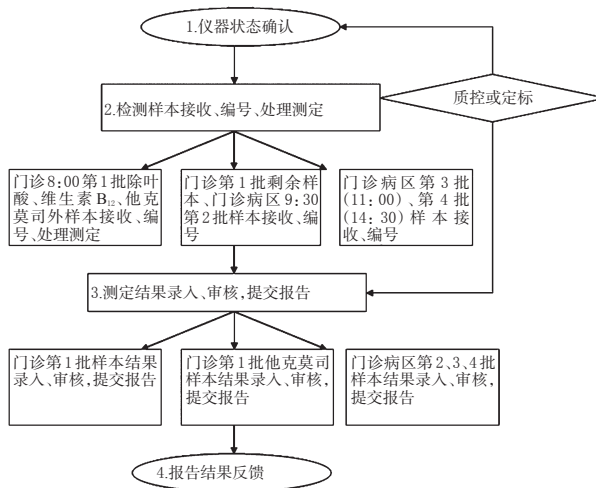 1.仪器状态确认
质控或定标
2.检测样本接收、编号、处理测定
门诊8:00第1批除叶
酸、维生素B₁₂、他克
莫司外样本接收、编
号、处理测定
门诊第1批剩余样
本、门诊病区9:30
第2批样本接收、编
号
门诊病区第3批
(11:00)、第4批
(14:30)样本接
收、编号
3.测定结果录入、审核,提交报告
门诊第1批样本结果
录入、审核,提交报告
门诊第1批他克莫司
样本结果录入、审核,
提交报告
门诊病区第2、3、4批
样本结果录入、审核,
提交报告
4.报告结果反馈